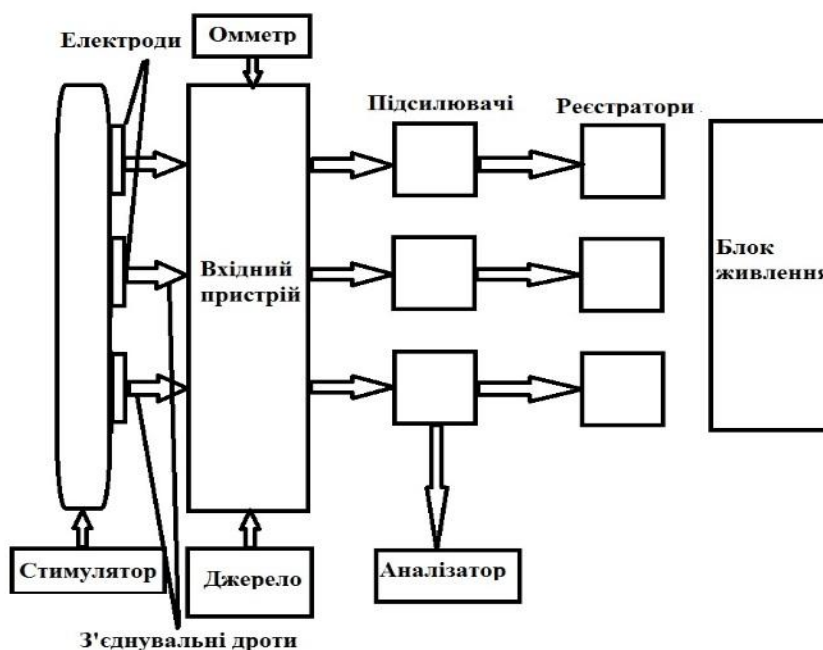 Електроди
Омметр
Підсилювачі
Реєстратори
Вхідний
пристрій
Блок
живлення
Стимулятор
Джерело
Аналізатор
З'єднувальні дроти